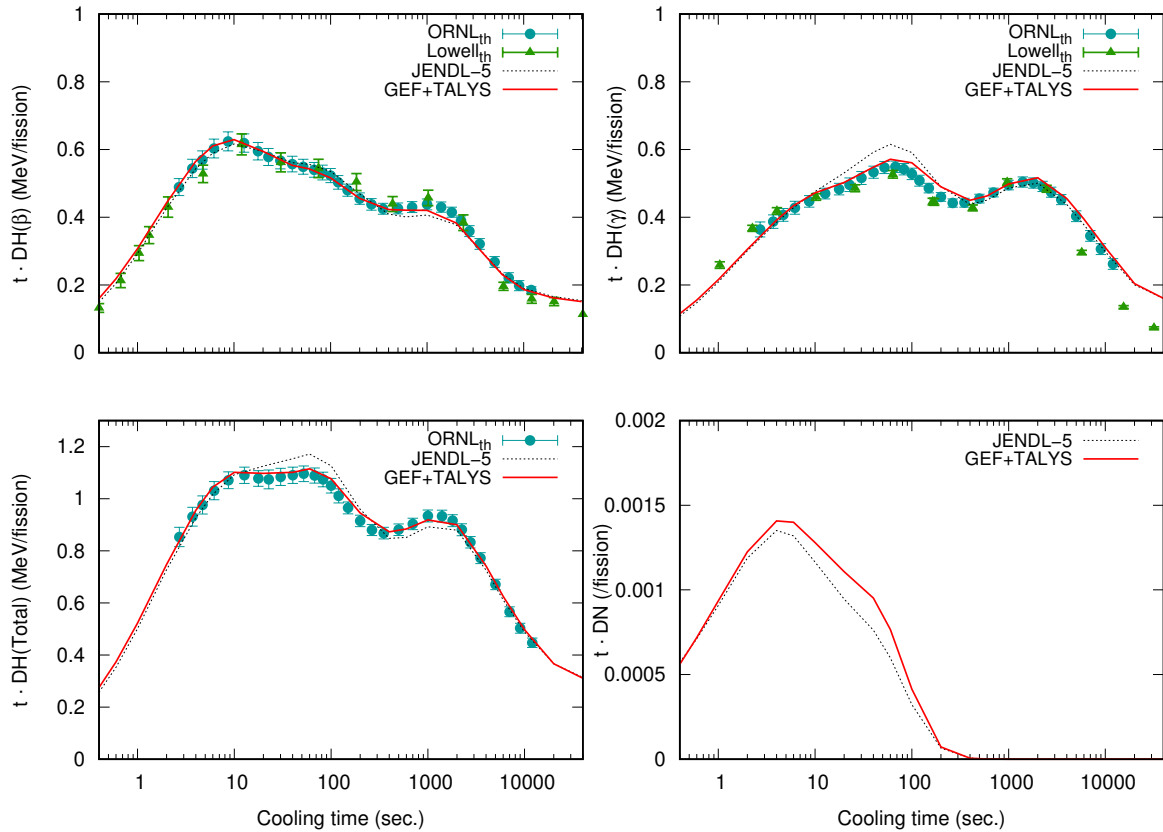 t · DH(β) (MeV/fission)
1
0.8
0.6
0.4
0.2
0
ORNLth
Lowellth
JENDL−5
GEF+TALYS
t · DH(γ) (MeV/fission)
1
0.8
0.6
0.4
0.2
0
ORNLth
Lowellth
JENDL−5
GEF+TALYS
t · DH(Total) (MeV/fission)
1.2
1
0.8
0.6
0.4
0.2
0
ORNLth
JENDL−5
GEF+TALYS
1 10 100 1000 10000
Cooling time (sec.)
t · DN (/fission)
0.002
0.0015
0.001
0.0005
0
JENDL−5
GEF+TALYS
1 10 100 1000 10000
Cooling time (sec.)